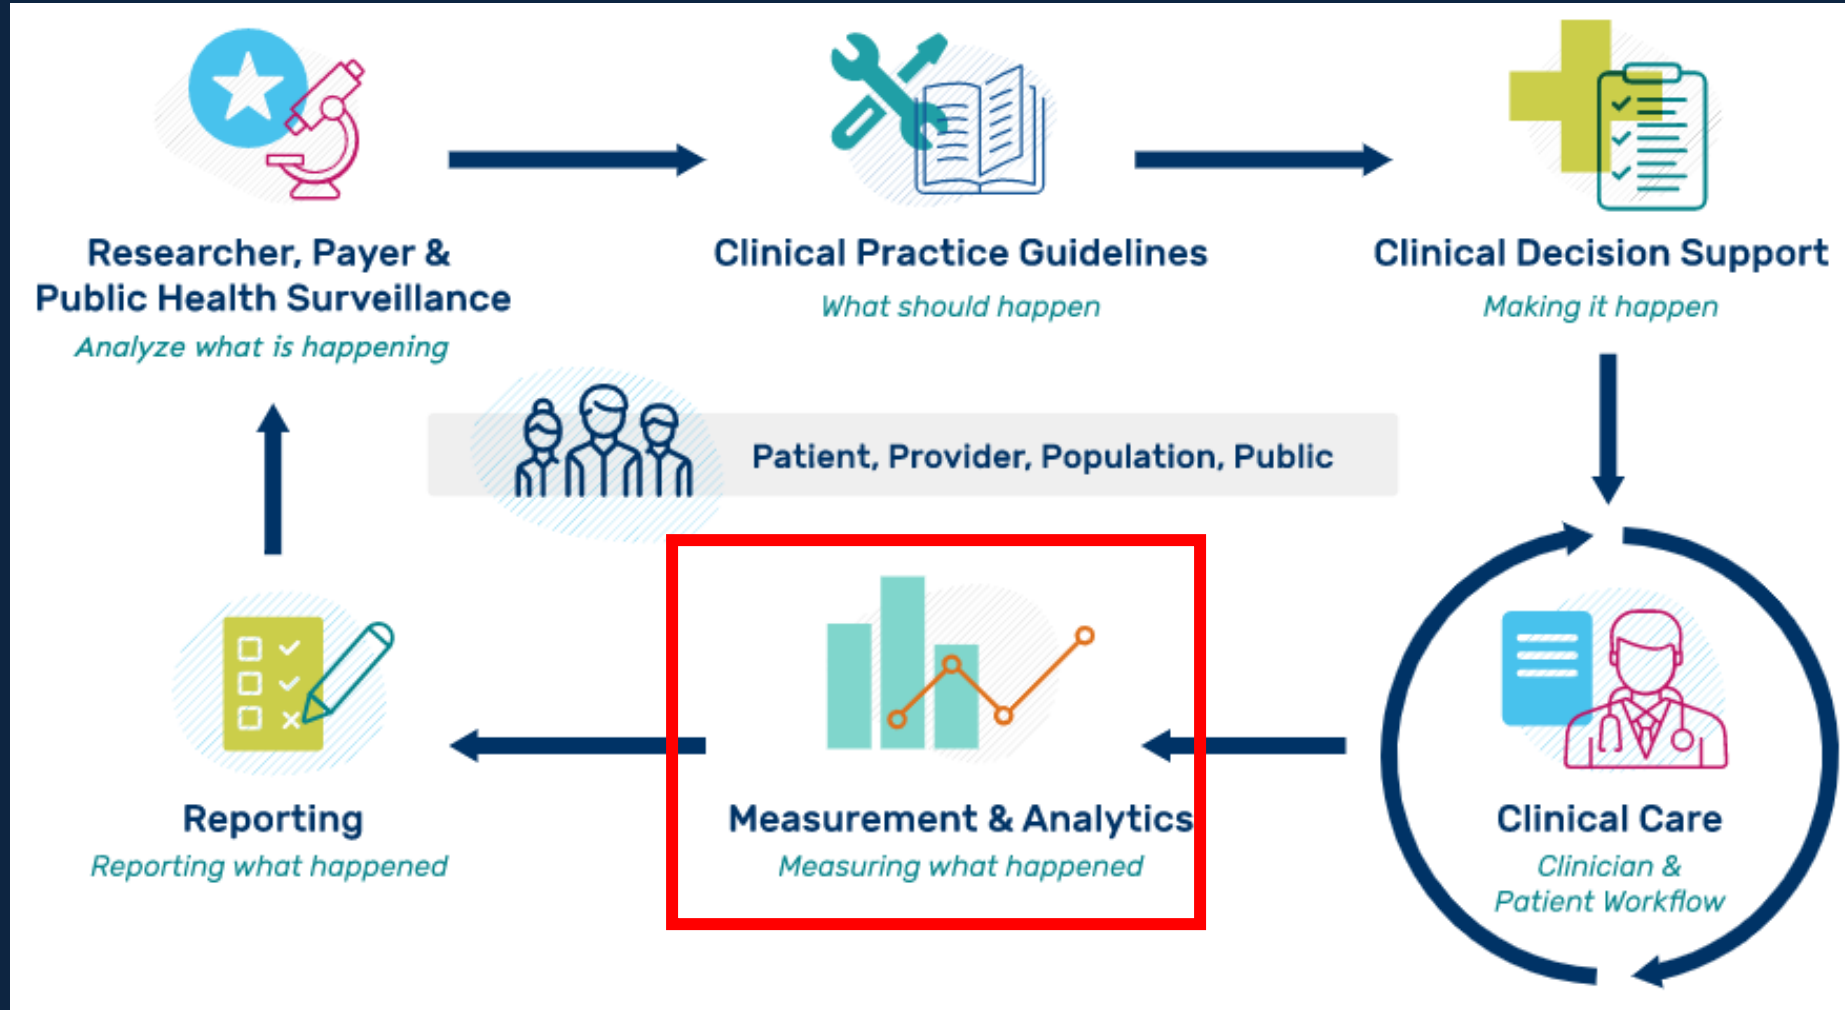 Researcher, Payer &
Public Health Surveillance
Analyze what is happening
Clinical Practice Guidelines
What should happen
Clinical Decision Support
Making it happen
Patient, Provider, Population, Public
Reporting
Reporting what happened
Measurement & Analytics
Measuring what happened
Clinical Care
Clinician &
Patient Workflow